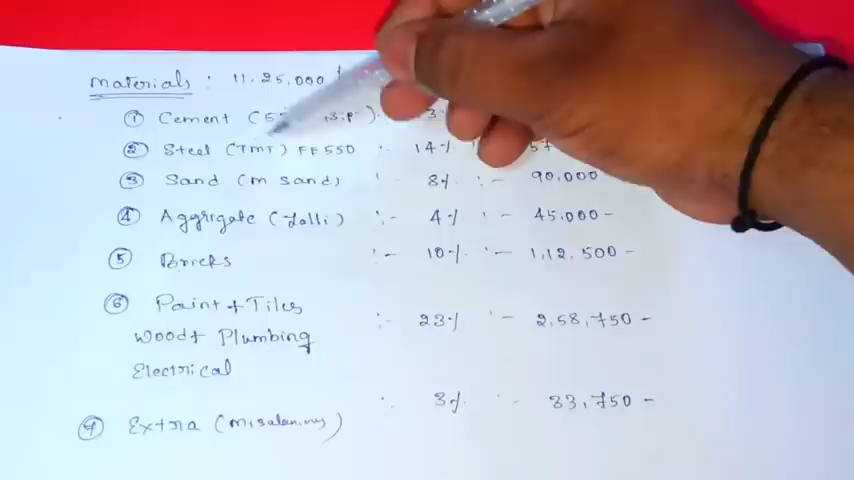 Materials : 11,25,000
① Cement (5
② Steel (TMT) FE550 :- 14%
③ Sand (M Sand) :- 8% :- 90,000
④ Aggrigate (Jalli) :- 4% :- 45,000-
⑤ Bricks :- 10% :- 1,12,500-
⑥ Paint + Tiles
Wood + Plumbing :- 23% :- 2,58,750-
Electrical
⑦ Extra :- 3% :- 33,750-